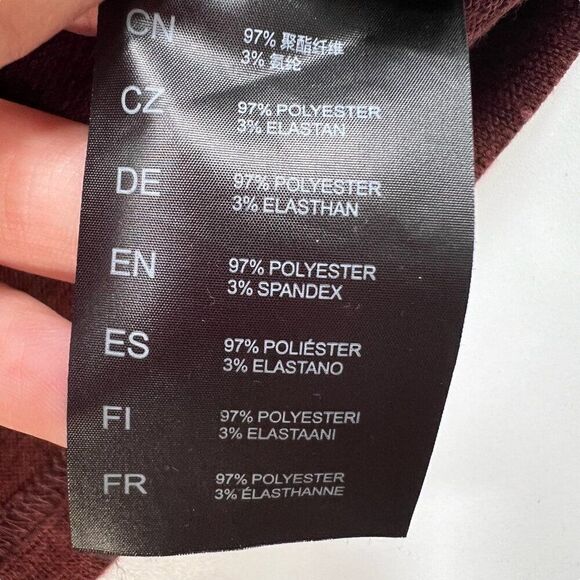 CN 97% 聚酯纤维
3% 氨纶
CZ 97% POLYESTER
3% ELASTAN
DE 97% POLYESTER
3% ELASTHAN
EN 97% POLYESTER
3% SPANDEX
ES 97% POLIÉSTER
3% ELASTANO
FI 97% POLYESTERI
3% ELASTAANI
FR 97% POLYESTER
3% ÉLASTHANNE